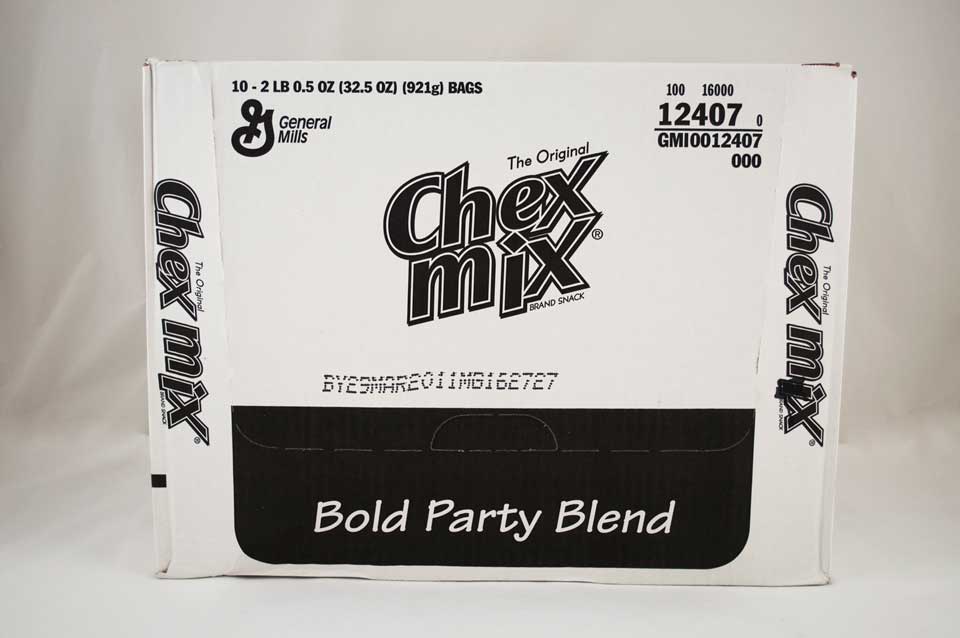 10 - 2 LB 0.5 OZ (32.5 OZ) (921g) BAGS
General
Mills
100 16000
12407 0
GMI0012407
000
The Original
Chex
mix®
BRAND SNACK
BY29MAR2011MG162727
Bold Party Blend
The Original
Chex mix®
BRAND SNACK
The Original
Chex mix®
BRAND SNACK